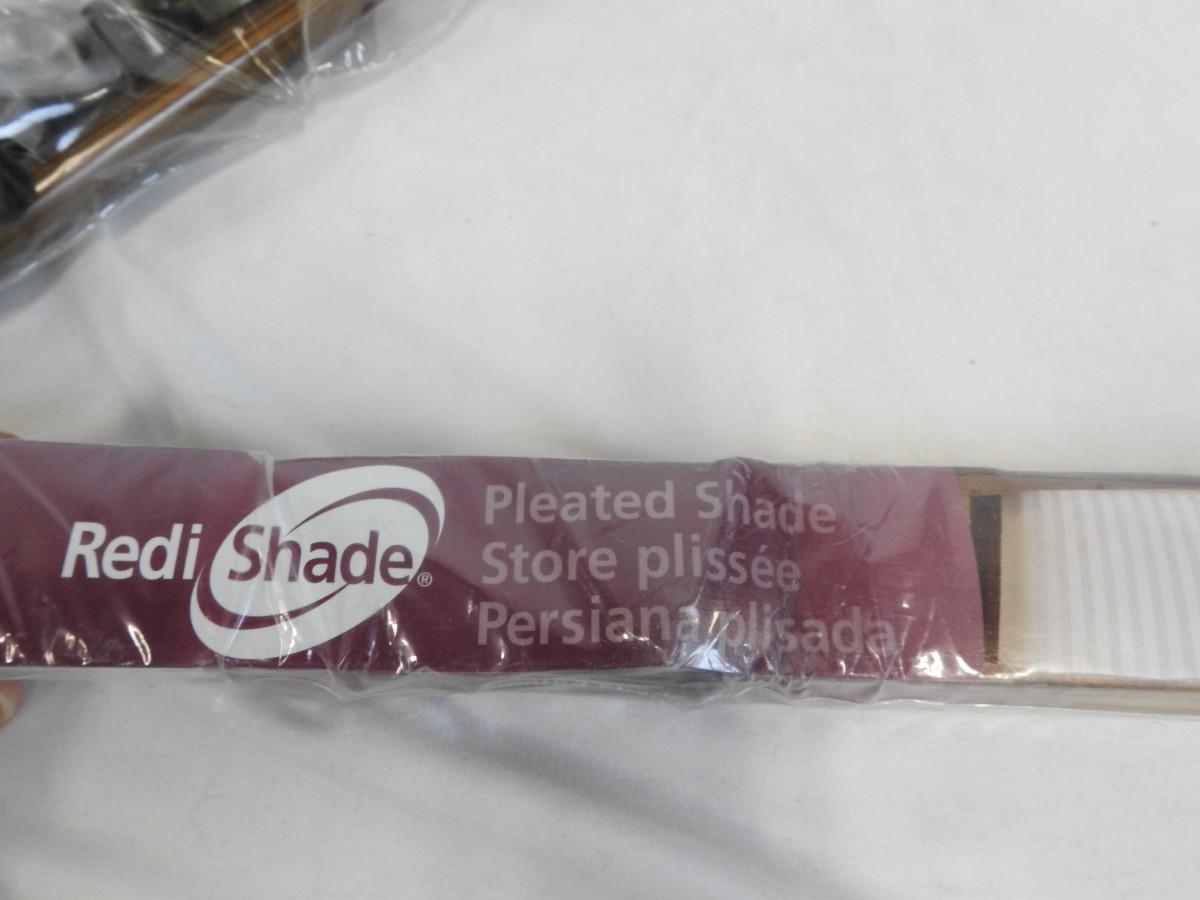 Redi Shade®
Pleated Shade
Store plissée
Persiana plisada